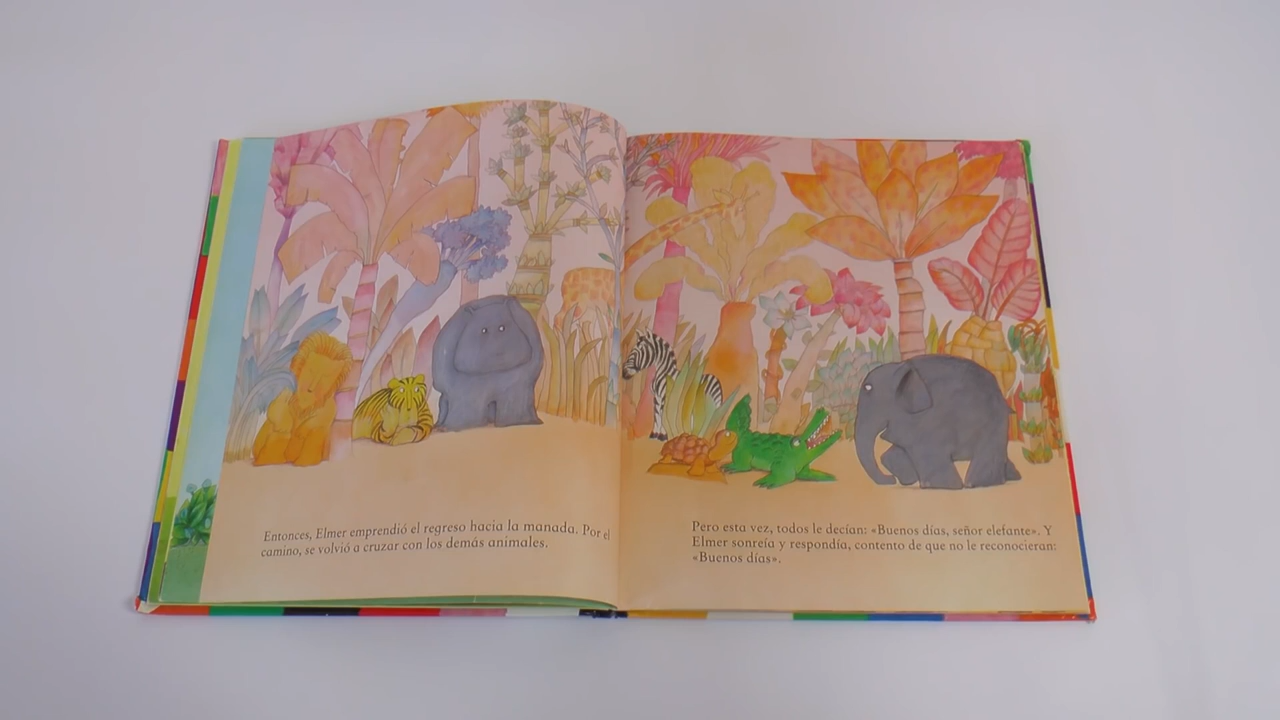 Entonces, Elmer emprendió el regreso hacia la manada. Por el
camino, se volvió a cruzar con los demás animales.
Pero esta vez, todos le decían: «Buenos días, señor elefante». Y
Elmer sonreía y respondía, contento de que no le reconocieran:
«Buenos días».